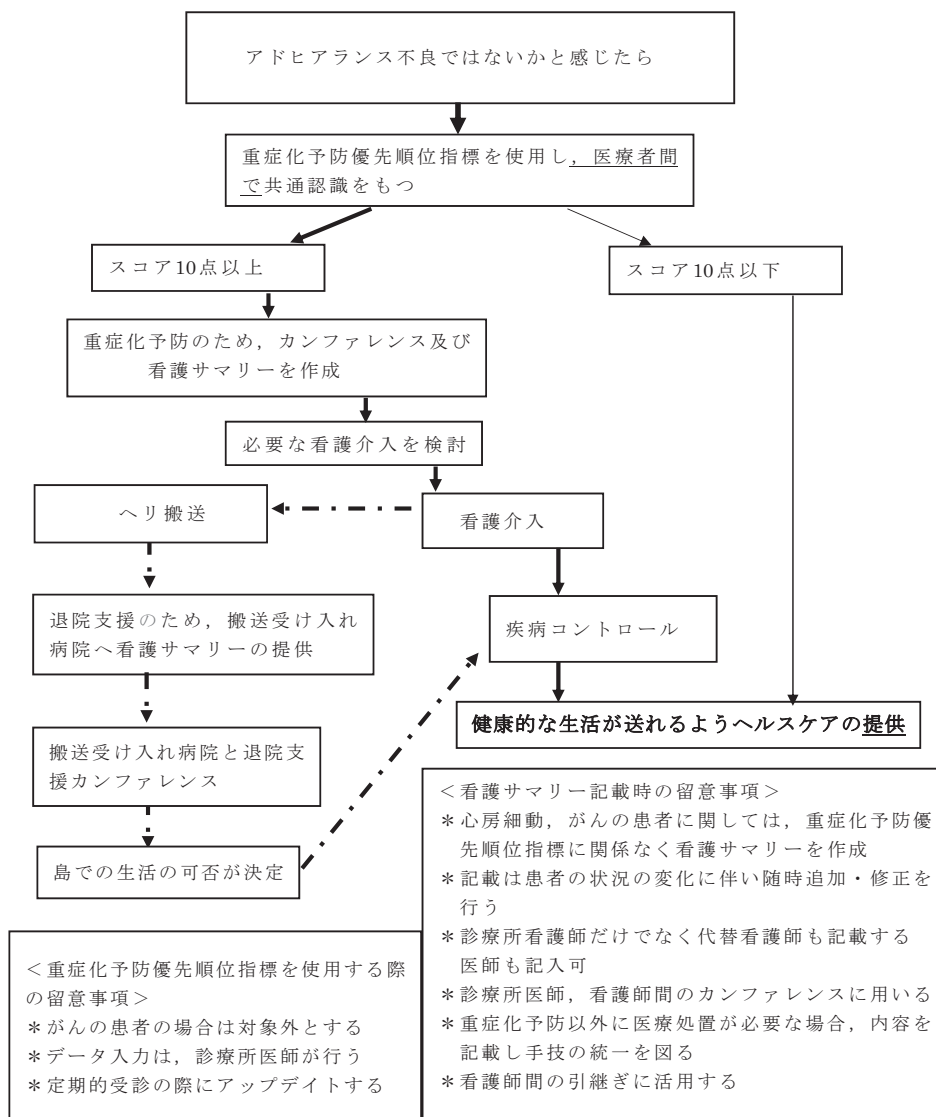 アドヒアランス不良ではないかと感じたら
重症化予防優先順位指標を使用し，医療者間
で共通認識をもつ
スコア10点以上
スコア10点以下
重症化予防のため，カンファレンス及び
看護サマリーを作成
必要な看護介入を検討
ヘリ搬送
看護介入
退院支援のため，搬送受け入れ
病院へ看護サマリーの提供
疾病コントロール
健康的な生活が送れるようヘルスケアの提供
搬送受け入れ病院と退院支
援カンファレンス
島での生活の可否が決定
＜看護サマリー記載時の留意事項＞
＊心房細動，がんの患者に関しては，重症化予防優
先順位指標に関係なく看護サマリーを作成
＊記載は患者の状況の変化に伴い随時追加・修正を
行う
＊診療所看護師だけでなく代替看護師も記載する
医師も記入可
＊診療所医師，看護師間のカンファレンスに用いる
＊重症化予防以外に医療処置が必要な場合，内容を
記載し手技の統一を図る
＊看護師間の引継ぎに活用する
＜重症化予防優先順位指標を使用する際
の留意事項＞
＊がんの患者の場合は対象外とする
＊データ入力は，診療所医師が行う
＊定期的受診の際にアップデイトする